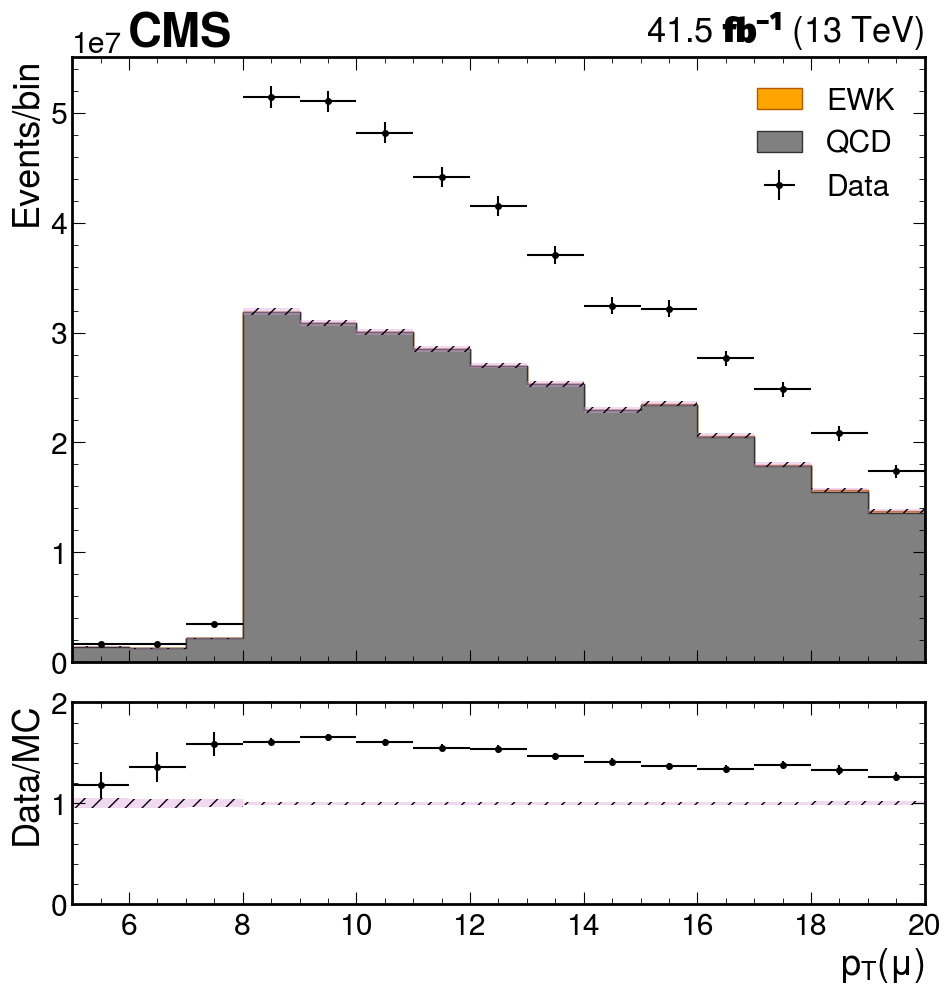 CMS
41.5 fb⁻¹ (13 TeV)
1e7
Events/bin
5
4
3
2
1
0
EWK
QCD
Data
Data/MC
2
1
0
6 8 10 12 14 16 18 20
pT(μ)